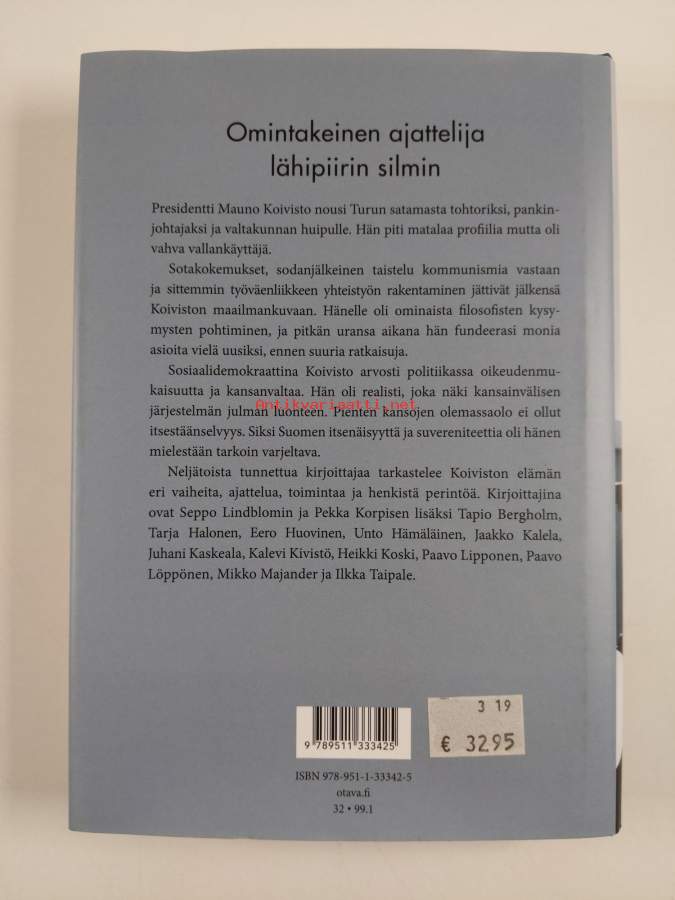 Omintakeinen ajattelija
lähipiirin silmin
Presidentti Mauno Koivisto nousi Turun satamasta tohtoriksi, pankin-
johtajaksi ja valtakunnan huipulle. Hän piti matalaa profiilia mutta oli
vahva vallankäyttäjä.
Sotakokemukset, sodanjälkeinen taistelu kommunismia vastaan
ja sittemmin työväenliikkeen yhteistyön rakentaminen jättivät jälkensä
Koiviston maailmankuvaan. Hänelle oli ominaista filosofisten kysy-
mysten pohtiminen, ja pitkän uransa aikana hän funderasi monia
asioita vielä uusiksi, ennen suuria ratkaisuja.
Sosiaalidemokraattina Koivisto arvosti politiikassa oikeudenmu-
kaisuutta ja kansanvaltaa. Hän oli realisti, joka näki kansainvälisen
Antikvariaatti.net
järjestelmän julman luonteen. Pienten kansojen olemassaolo ei ollut
itsestäänselvyys. Siksi Suomen itsenäisyyttä ja suvereniteettia oli hänen
mielestään tarkoin varjeltava.
Neljätoista tunnettua kirjoittajaa tarkastelee Koiviston elämän
eri vaiheita, ajattelua, toimintaa ja henkistä perintöä. Kirjoittajina
ovat Seppo Lindblomin ja Pekka Korpisen lisäksi Tapio Bergholm,
Tarja Halonen, Eero Huovinen, Unto Hämäläinen, Jaakko Kalela,
Juhani Kaskeala, Kalevi Kivistö, Heikki Koski, Paavo Lipponen, Paavo
Löppönen, Mikko Majander ja Ilkka Taipale.
3 19
€ 32.95
9 789511 333425
ISBN 978-951-1-33342-5
otava.fi
32 • 99.1